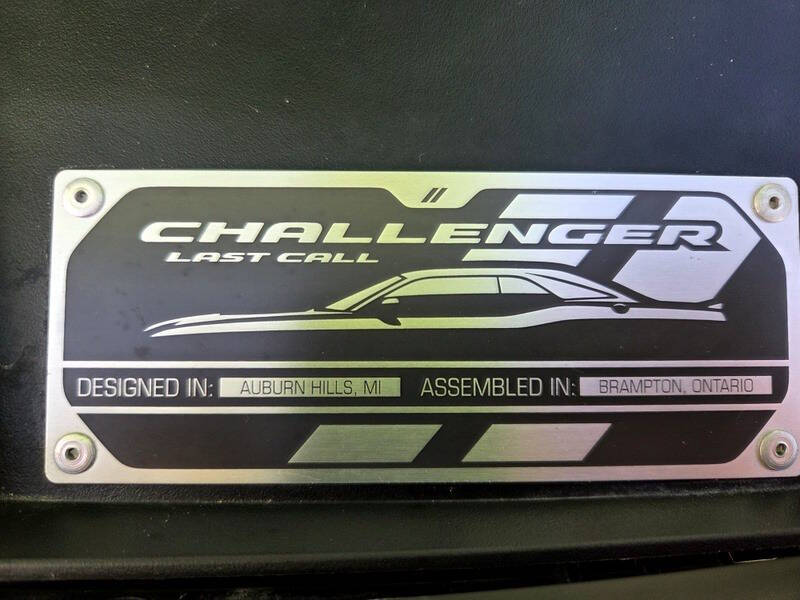 CHALLENGER
LAST CALL
DESIGNED IN: AUBURN HILLS, MI ASSEMBLED IN: BRAMPTON, ONTARIO